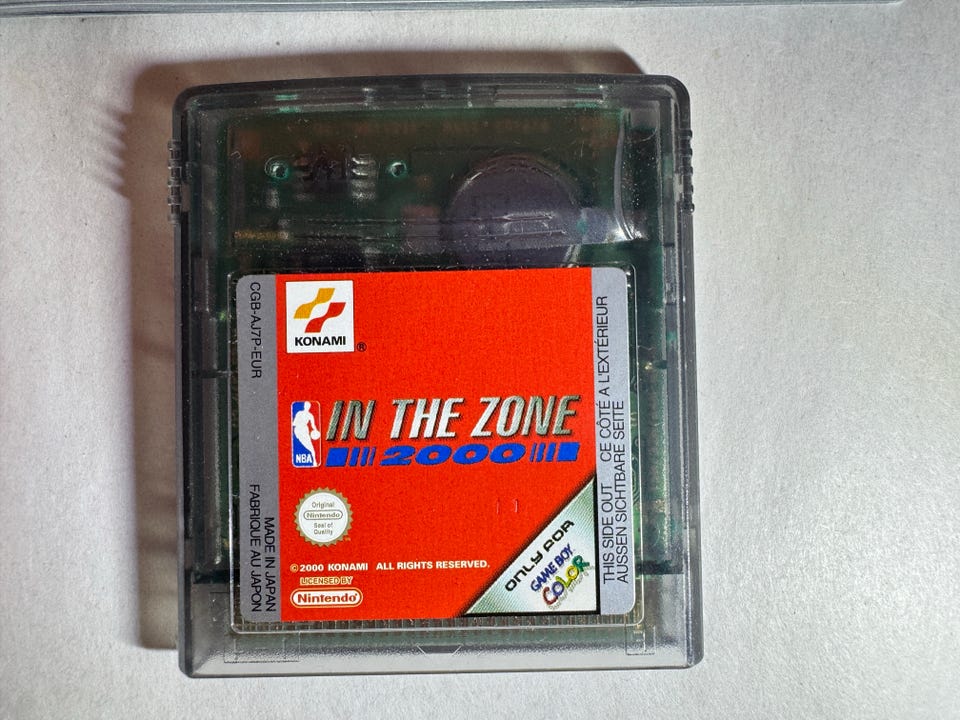 CGB-AJ7P-EUR
MADE IN JAPAN
FABRIQUE AU JAPON
KONAMI
®
IN THE ZONE
2000
NBA
Original
Nintendo
Seal of
Quality
©2000 KONAMI ALL RIGHTS RESERVED.
LICENSED BY
Nintendo
ONLY FOR
GAME BOY
COLOR
THIS SIDE OUT CE CÔTÉ A L'EXTÉRIEUR
AUSSEN SICHTBARE SEITE